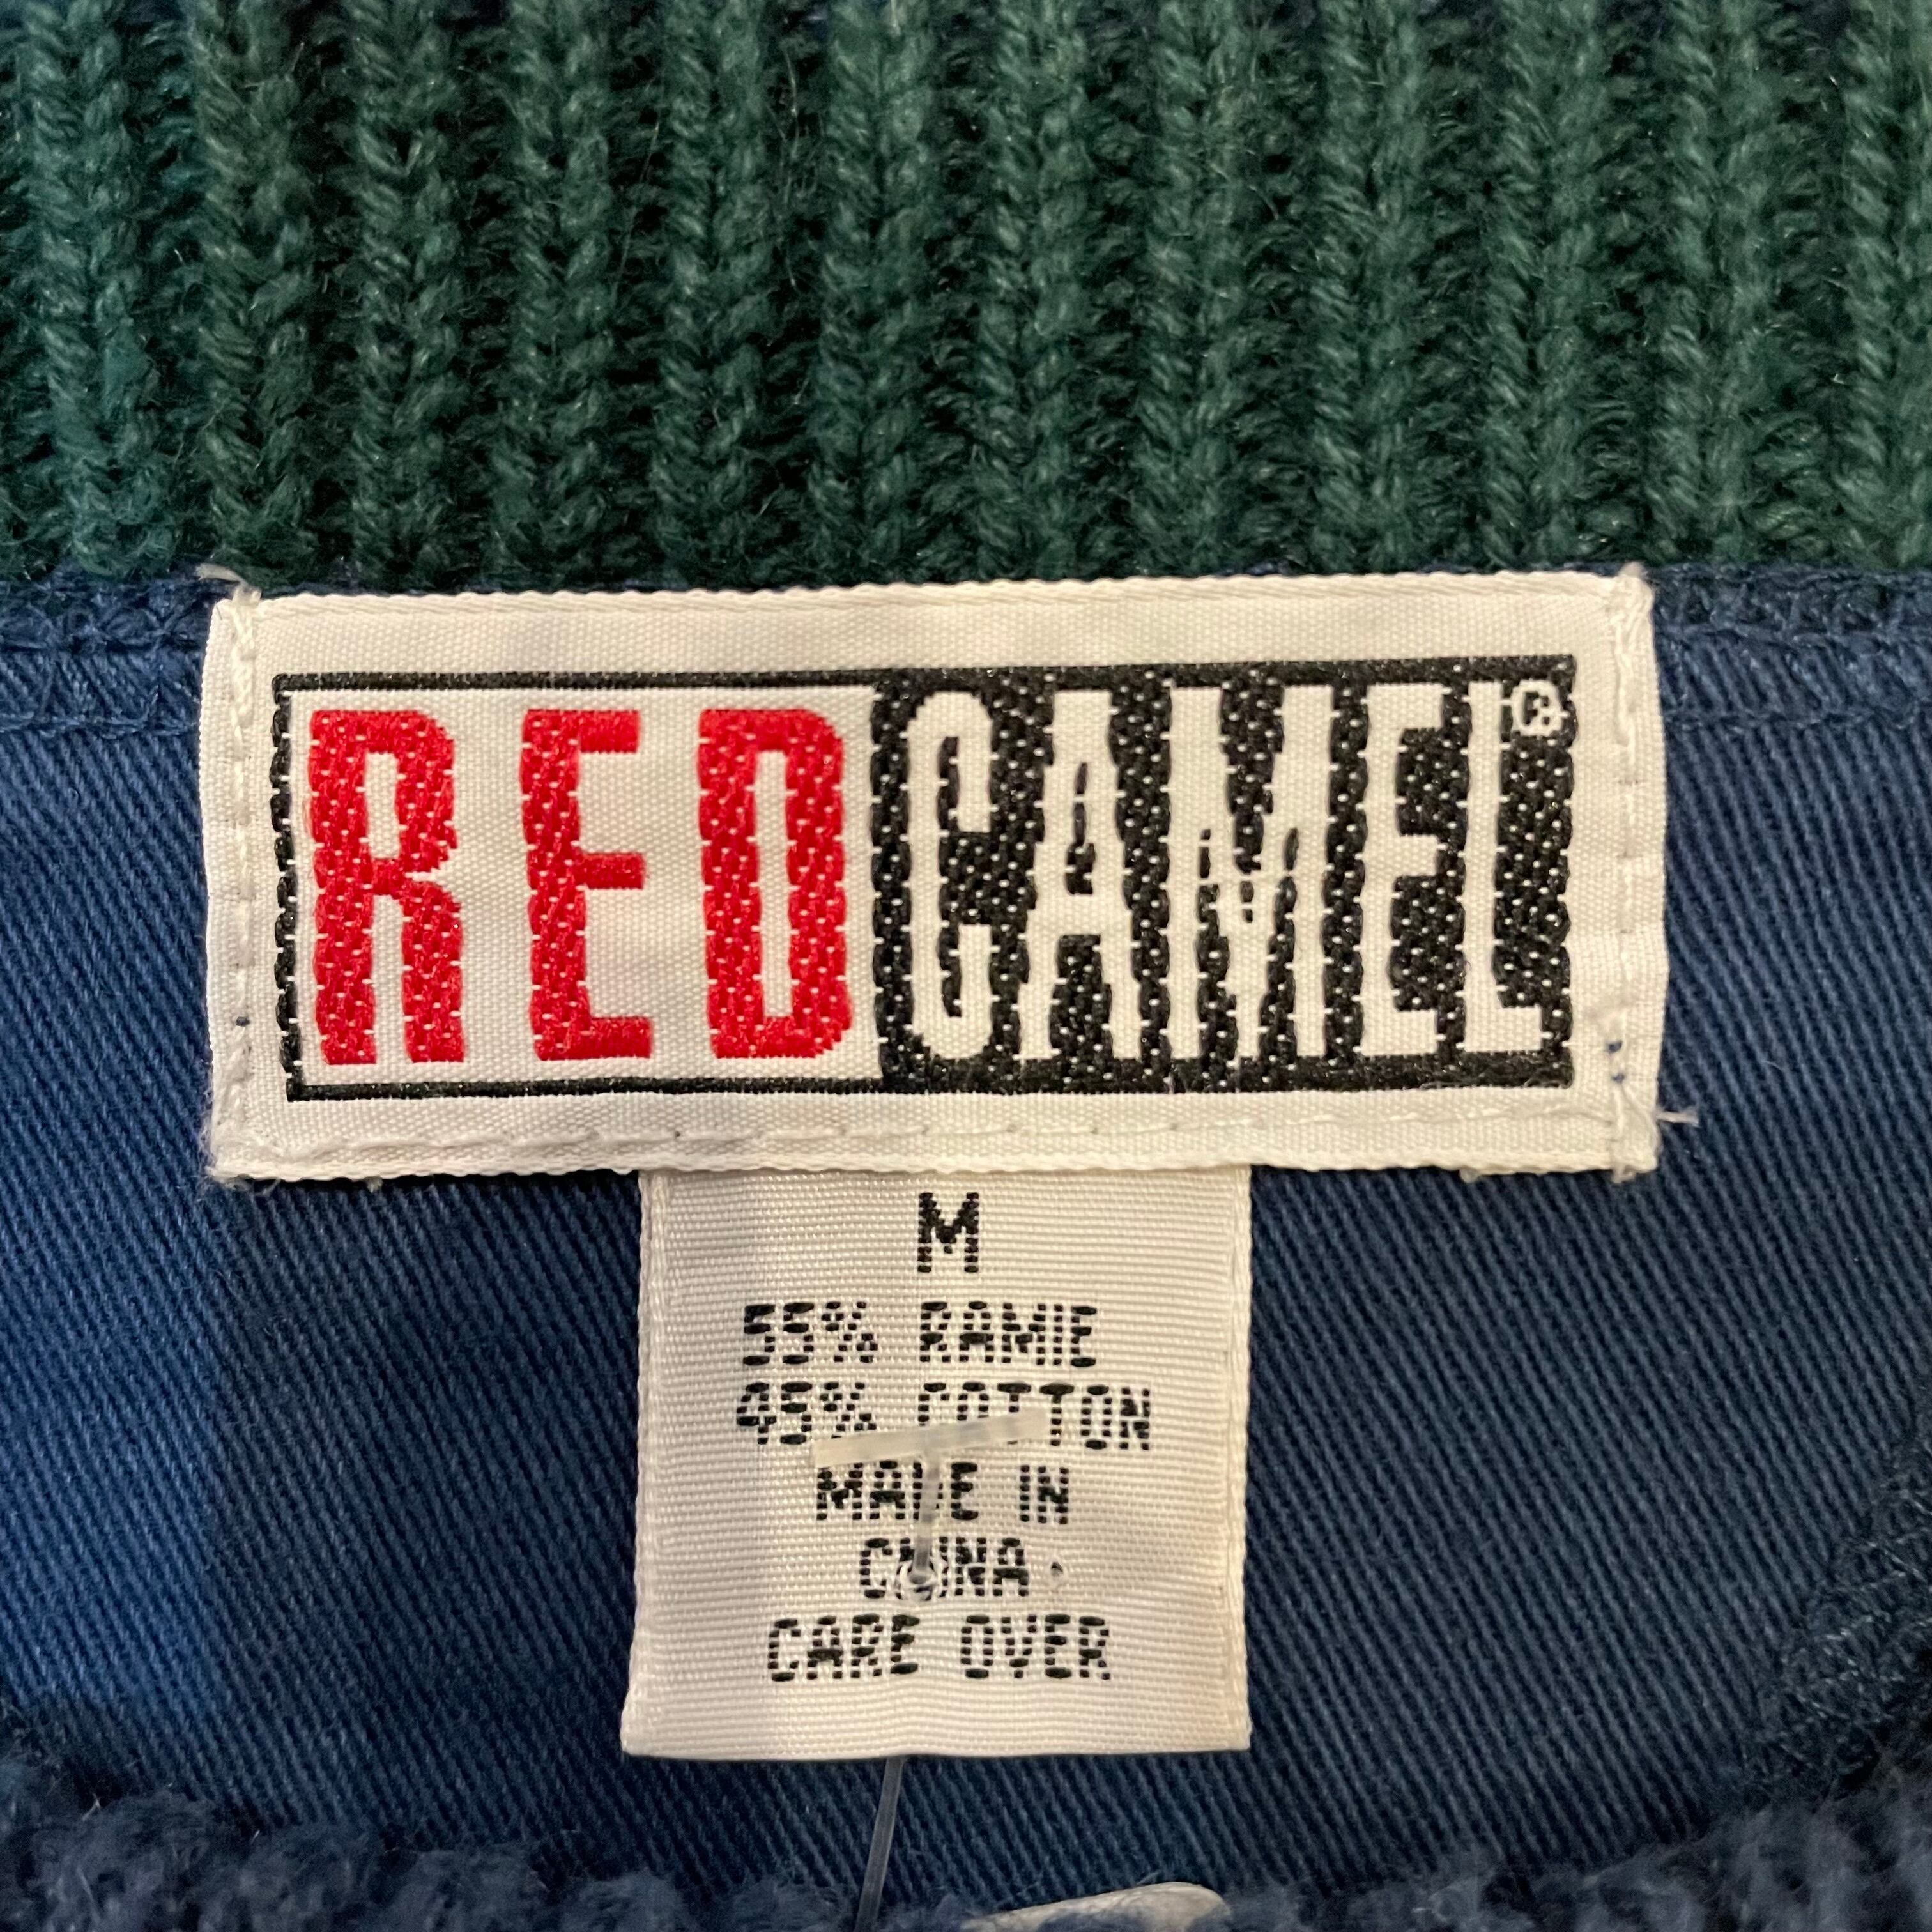 RED CAMEL®
M
55% RAMIE
45% COTTON
MADE IN
CHINA
CARE OVER